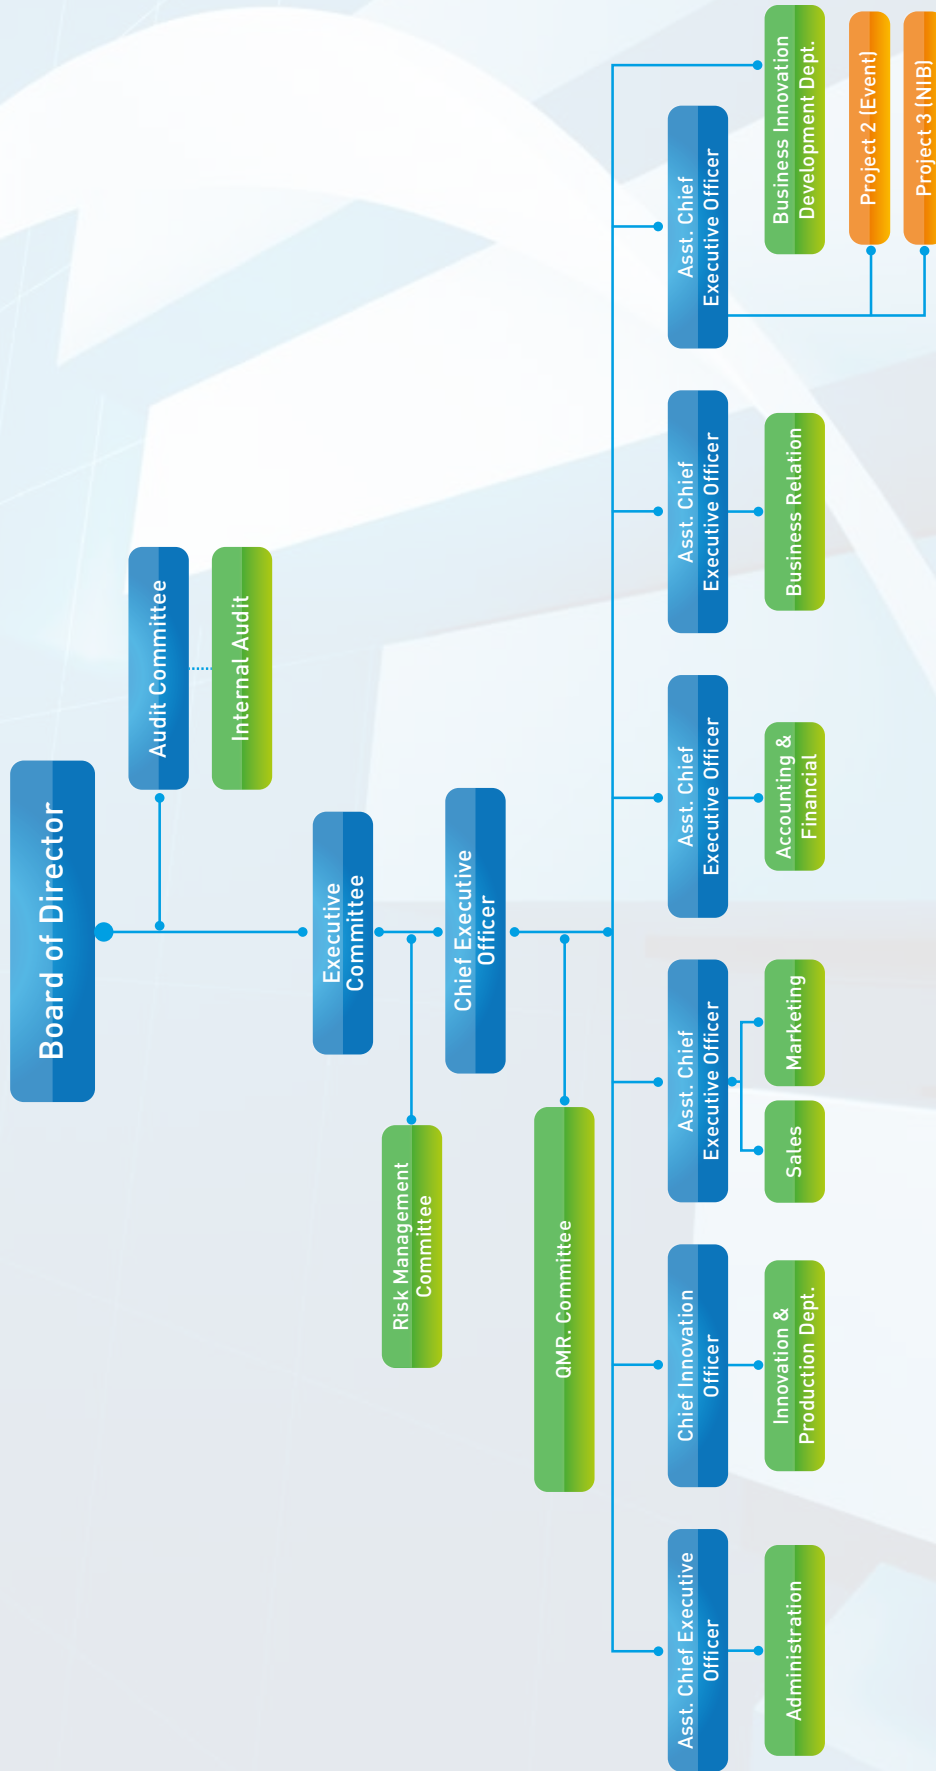 Board of Director
Audit Committee
Internal Audit
Executive
Committee
Risk Management
Committee
Chief Executive
Officer
QMR. Committee
Asst. Chief Executive
Officer
Chief Innovation
Officer
Asst. Chief
Executive Officer
Asst. Chief
Executive Officer
Asst. Chief
Executive Officer
Asst. Chief
Executive Officer
Administration
Innovation &
Production Dept.
Sales
Marketing
Accounting &
Financial
Business Relation
Business Innovation
Development Dept.
Project 2 (Event)
Project 3 (NIB)